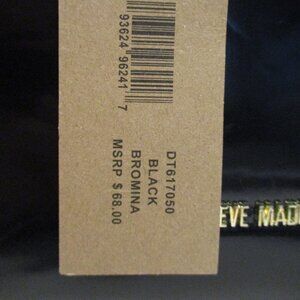 93624 96241 7
DT617050
BLACK
BROMINA
MSRP $68.00
EVE MAD